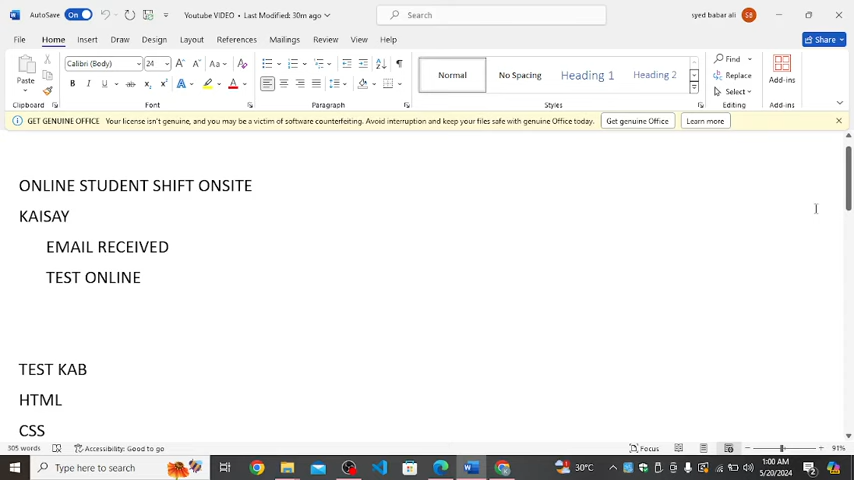 AutoSave On Youtube VIDEO • Last Modified: 30m ago Search syed babar ali
File Home Insert Draw Design Layout References Mailings Review View Help Share
Paste Calibri (Body) 24 Normal No Spacing Heading 1 Heading 2 Find Replace Select Add-ins
Clipboard Font Paragraph Styles Editing Add-ins
GET GENUINE OFFICE Your license isn't genuine, and you may be a victim of software counterfeiting. Avoid interruption and keep your files safe with genuine Office today. Get genuine Office Learn more
ONLINE STUDENT SHIFT ONSITE
KAISAY
EMAIL RECEIVED
TEST ONLINE
TEST KAB
HTML
CSS
505 words Accessibility: Good to go Focus 91%
Type here to search 30°C 1:00 AM
5/20/2024